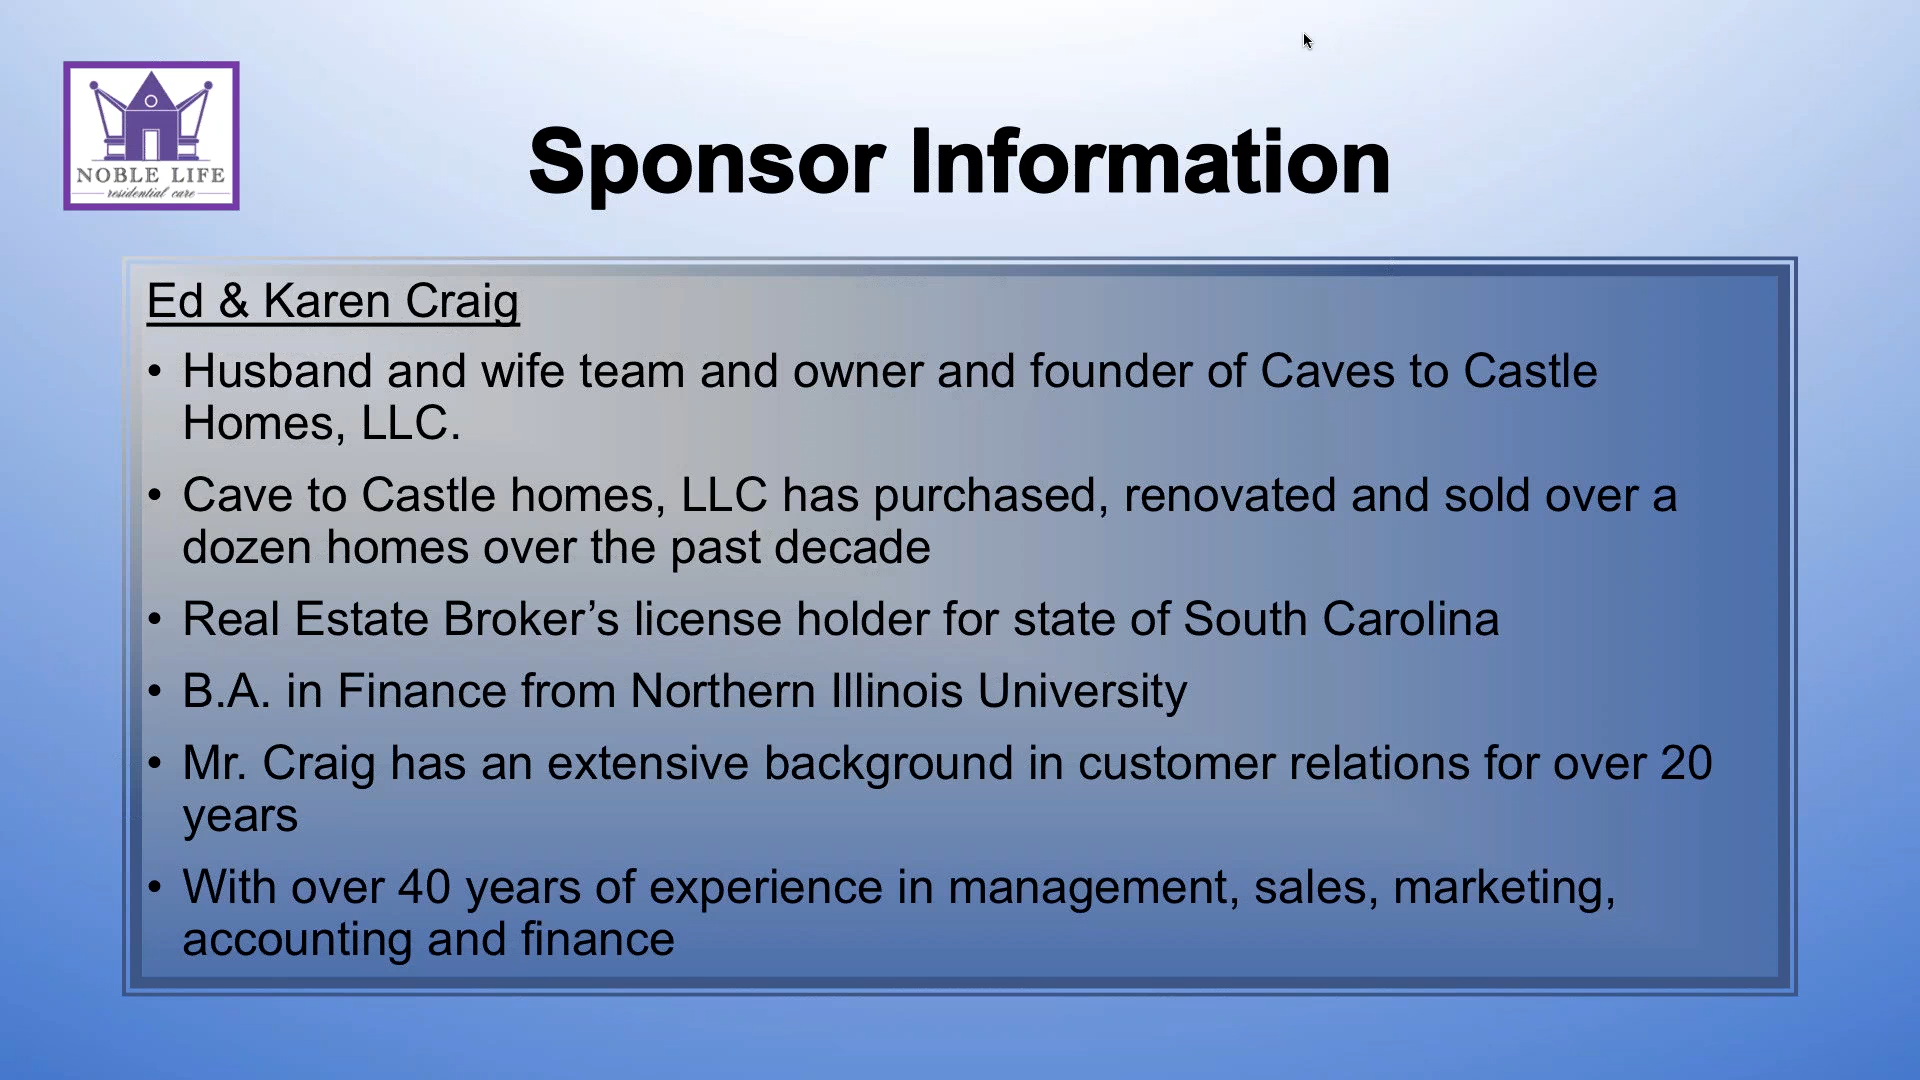 NOBLE LIFE
residential care
Sponsor Information
Ed & Karen Craig
• Husband and wife team and owner and founder of Caves to Castle
Homes, LLC.
• Cave to Castle homes, LLC has purchased, renovated and sold over a
dozen homes over the past decade
• Real Estate Broker’s license holder for state of South Carolina
• B.A. in Finance from Northern Illinois University
• Mr. Craig has an extensive background in customer relations for over 20
years
• With over 40 years of experience in management, sales, marketing,
accounting and finance